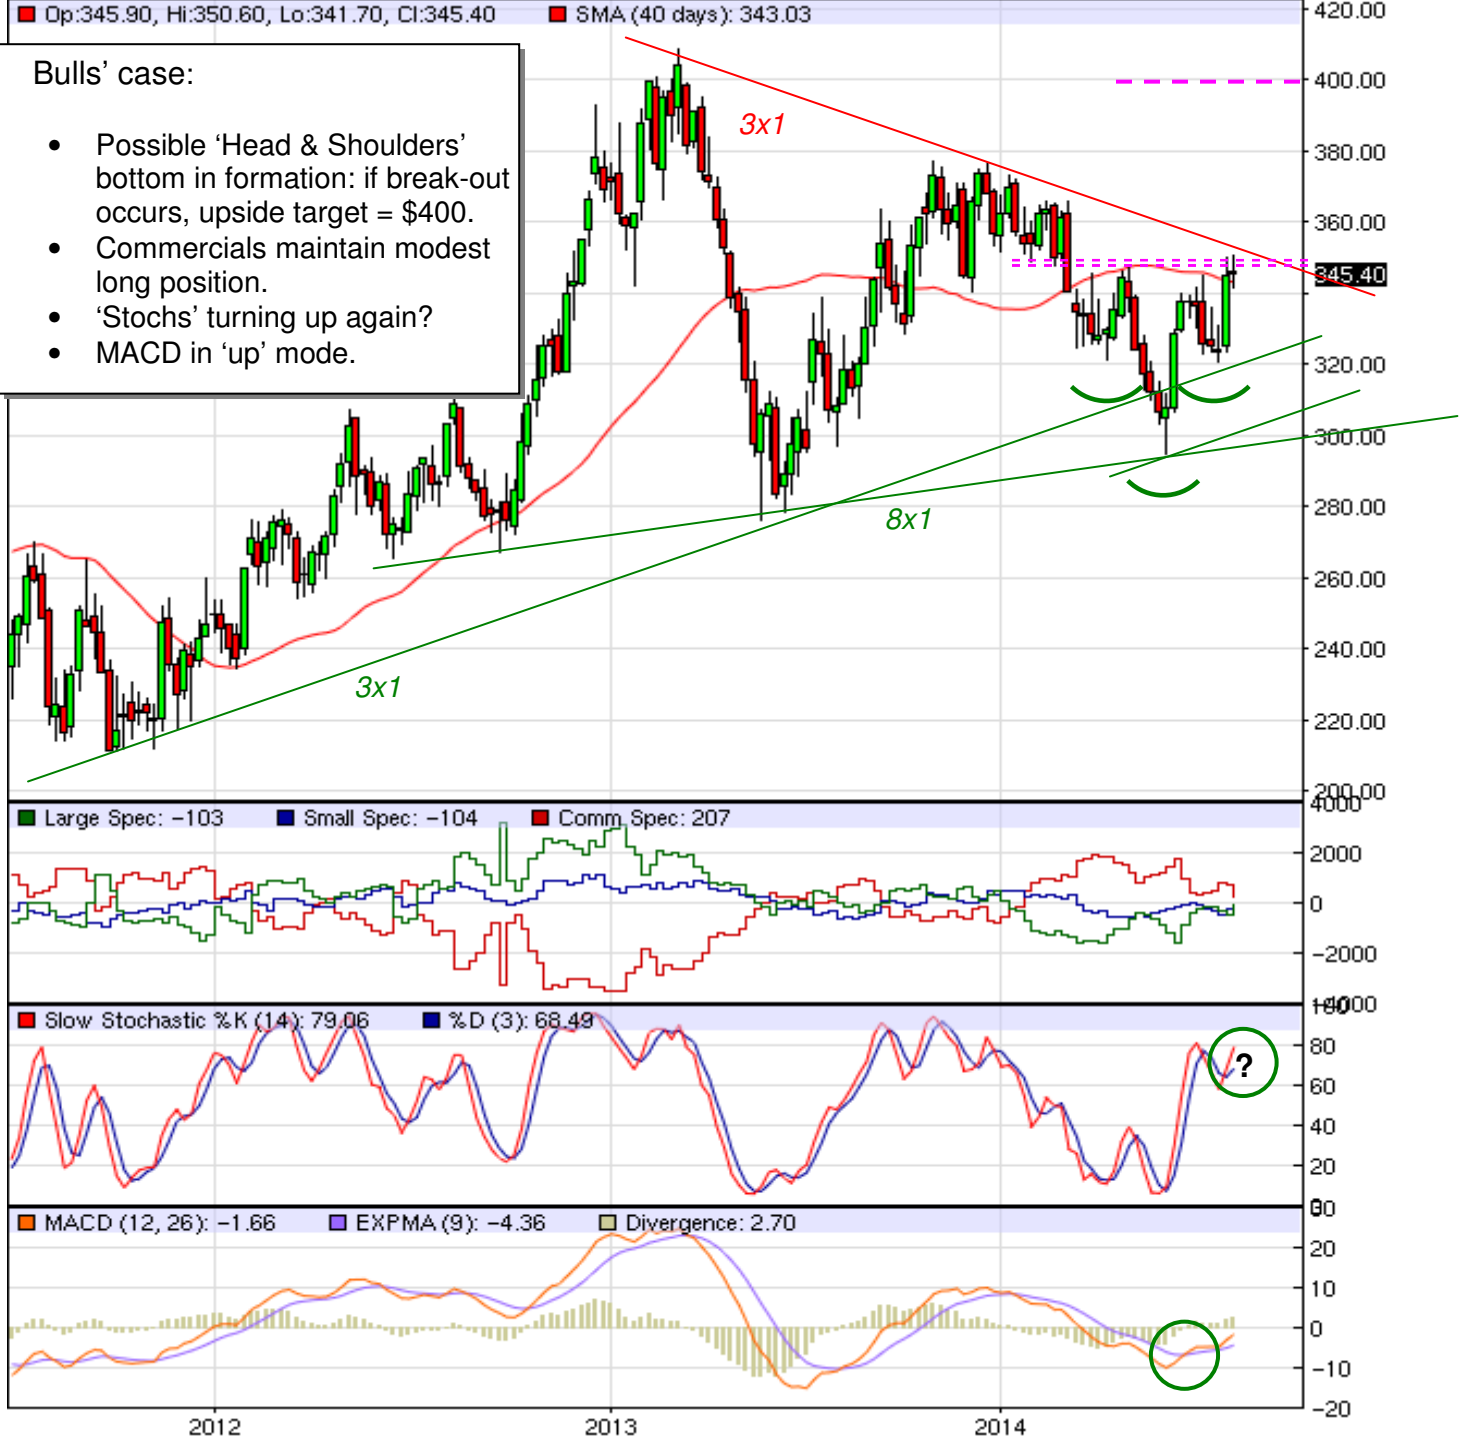 Op:345.90, Hi:350.60, Lo:341.70, Cl:345.40 SMA (40 days): 343.03
Bulls’ case:
• Possible ‘Head & Shoulders’
bottom in formation: if break-out
occurs, upside target = $400.
• Commercials maintain modest
long position.
• ‘Stochs’ turning up again?
• MACD in ‘up’ mode.
3x1
8x1
3x1
420.00
400.00
380.00
360.00
345.40
320.00
300.00
280.00
260.00
240.00
220.00
200.00
Large Spec: −103 Small Spec: −104 Comm Spec: 207
4000
2000
0
−2000
−4000
Slow Stochastic %K (14): 79.06 %D (3): 68.49
100
80
?
60
40
20
0
MACD (12, 26): −1.66 EXPMA (9): −4.36 Divergence: 2.70
30
20
10
0
−10
−20
2012 2013 2014